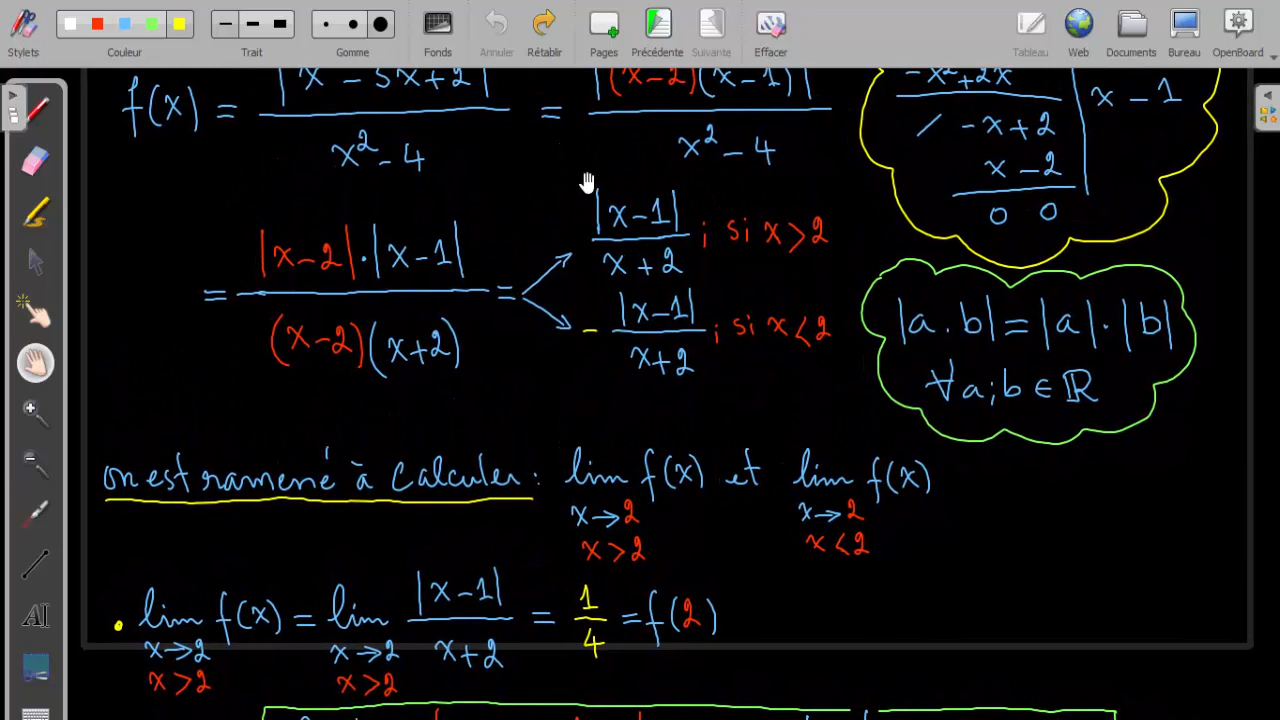 Stylets Couleur Trait Gomme Fonds Annuler Rétablir Pages Précédente Suivante Effacer Tableau Web Documents Bureau OpenBoard
f(x) = |x - 5x+2| / x² - 4 = |(x-2)(x-1)| / x² - 4
= |x-2|·|x-1| / (x-2)(x+2) =
|x-1| / x+2 ; si x > 2
- |x-1| / x+2 ; si x < 2
-x²+2x
/ -x+2
x - 2
0 0
x - 1
|a.b| = |a|·|b|
∀a;b ∈ ℝ
on est ramené à calculer : lim f(x) et lim f(x)
x→2 x→2
x>2 x<2
• lim f(x) = lim |x-1| / x+2 = 1/4 = f(2)
x→2 x→2
x>2 x>2